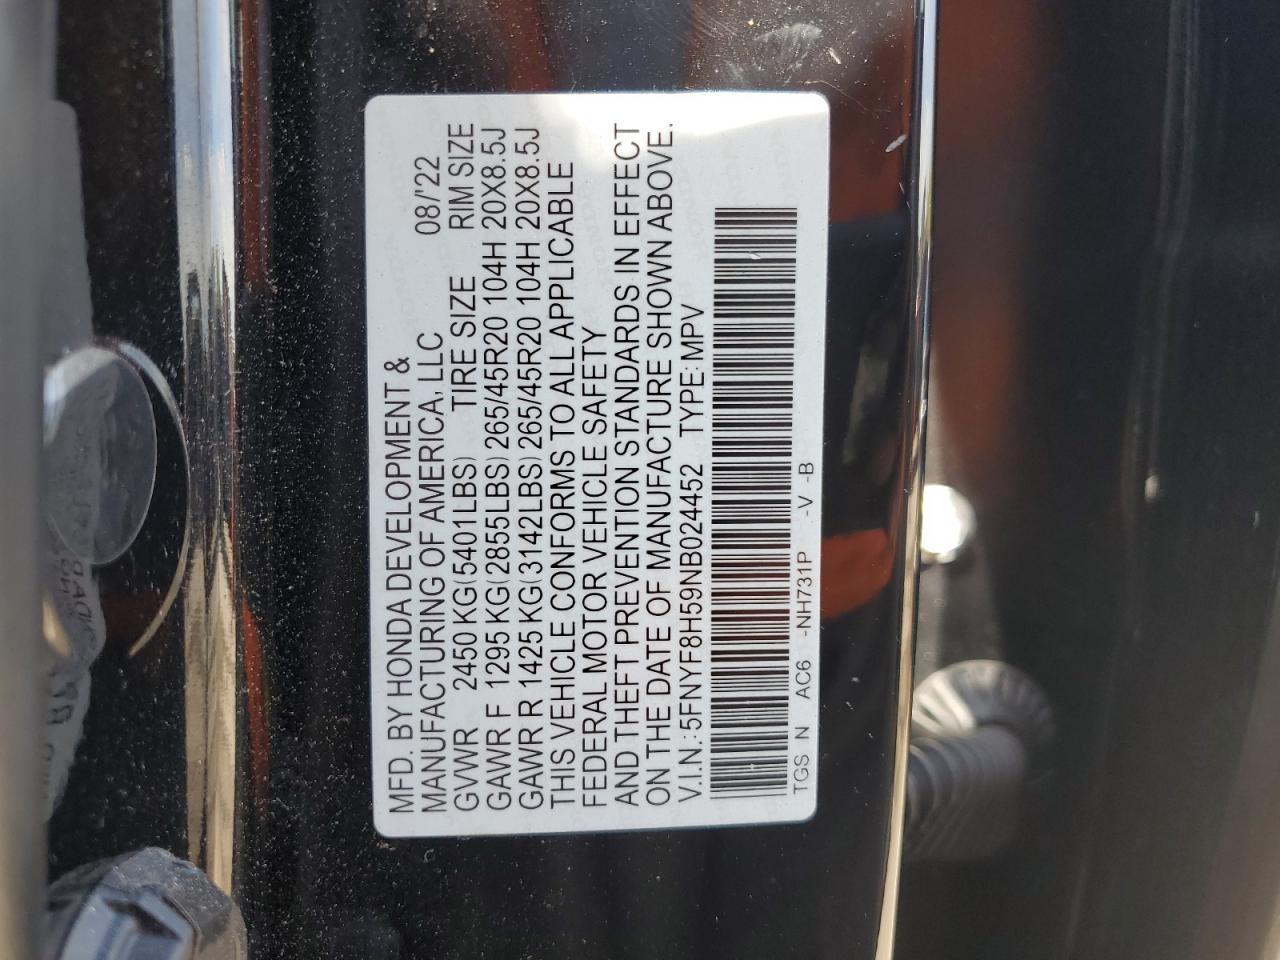 MFD. BY HONDA DEVELOPMENT &
MANUFACTURING OF AMERICA, LLC 08/'22
GVWR 2450 KG(5401LBS) TIRE SIZE RIM SIZE
GAWR F 1295 KG(2855LBS) 265/45R20 104H 20X8.5J
GAWR R 1425 KG(3142LBS) 265/45R20 104H 20X8.5J
THIS VEHICLE CONFORMS TO ALL APPLICABLE
FEDERAL MOTOR VEHICLE SAFETY
AND THEFT PREVENTION STANDARDS IN EFFECT
ON THE DATE OF MANUFACTURE SHOWN ABOVE.
V.I.N.: 5FNYF8H59NB024452 TYPE: MPV
TGS N AC6 -NH731P -V -B